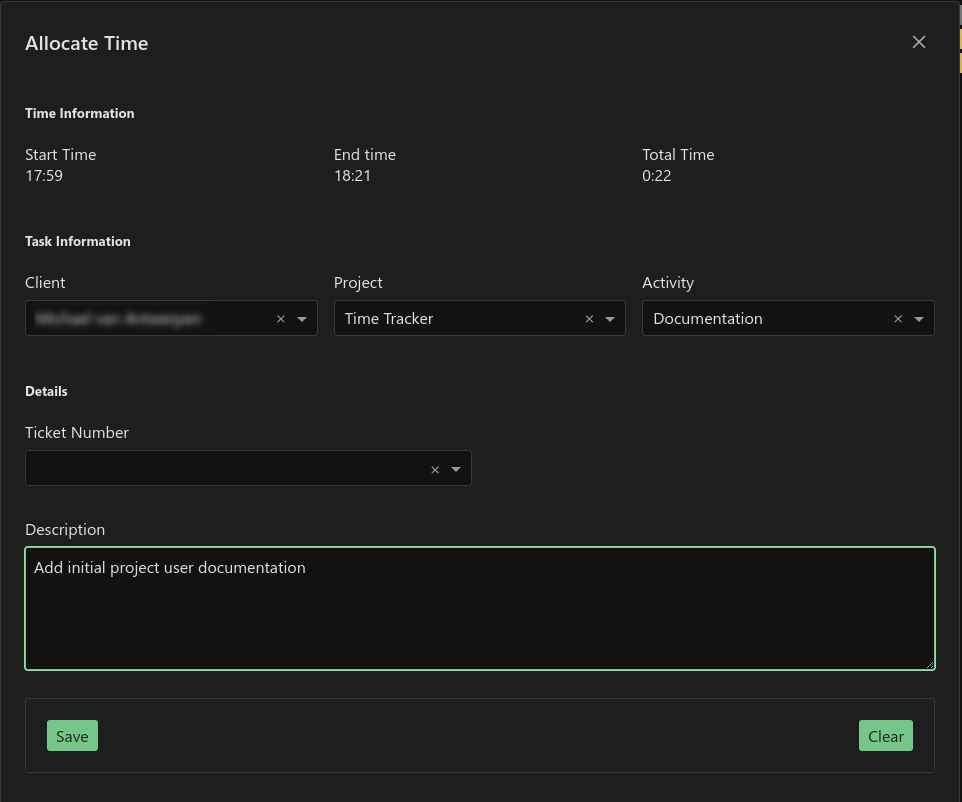 Allocate Time
Time Information
Start Time End time Total Time
17:59 18:21 0:22
Task Information
Client Project Activity
Time Tracker Documentation
Details
Ticket Number
Description
Add initial project user documentation
Save Clear